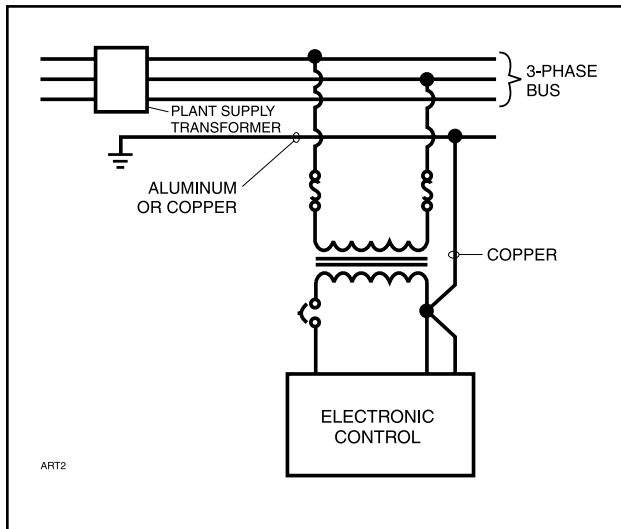 3-PHASE
BUS
PLANT SUPPLY
TRANSFORMER
ALUMINUM
OR COPPER
COPPER
ELECTRONIC
CONTROL
ART2